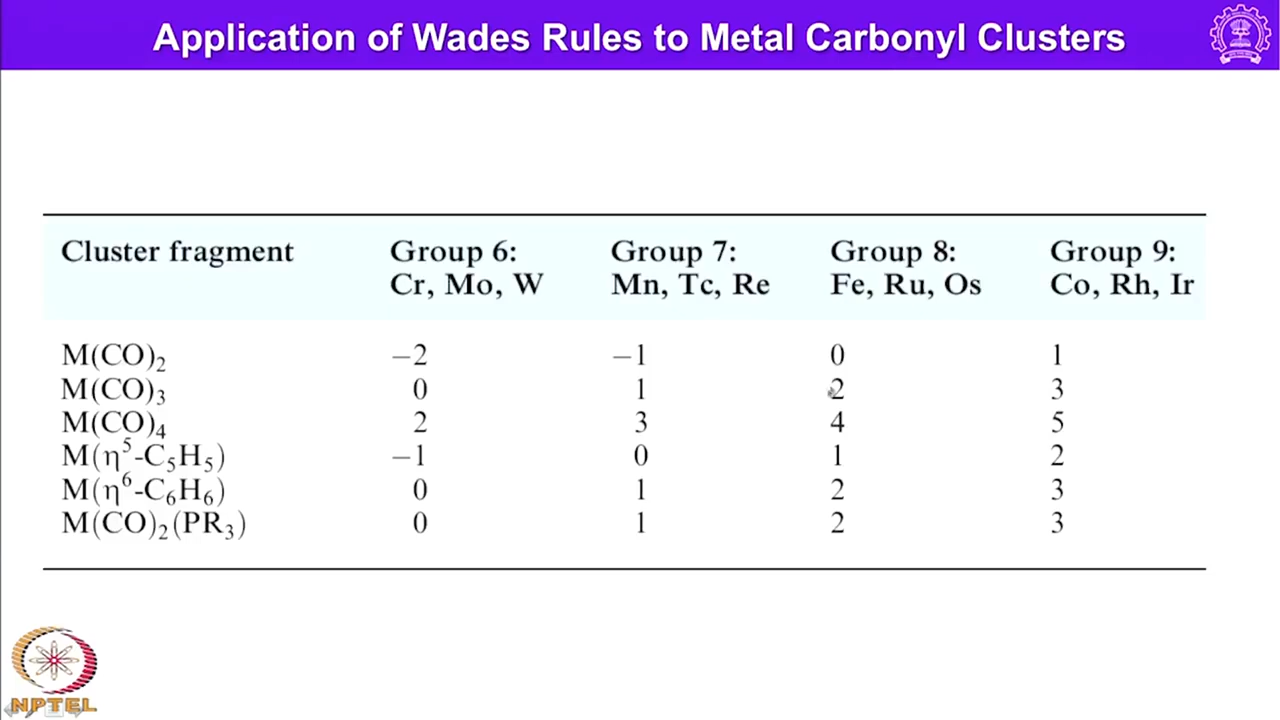 Application of Wades Rules to Metal Carbonyl Clusters
Cluster fragment Group 6: Group 7: Group 8: Group 9:
Cr, Mo, W Mn, Tc, Re Fe, Ru, Os Co, Rh, Ir
M(CO)₂ −2 −1 0 1
M(CO)₃ 0 1 2 3
M(CO)₄ 2 3 4 5
M(η⁵-C₅H₅) −1 0 1 2
M(η⁶-C₆H₆) 0 1 2 3
M(CO)₂(PR₃) 0 1 2 3
NPTEL